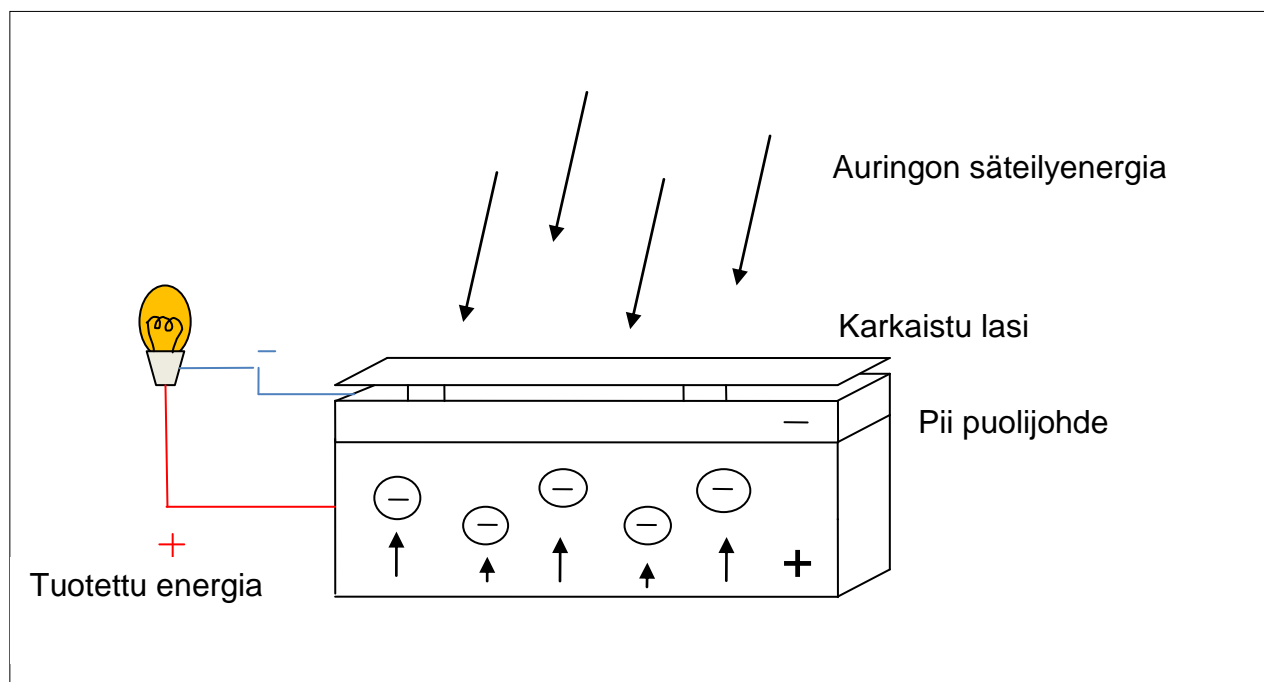 Auringon säteilyenergia
Karkaistu lasi
−
Pii puolijohde
−
− − − − −
+
+
Tuotettu energia